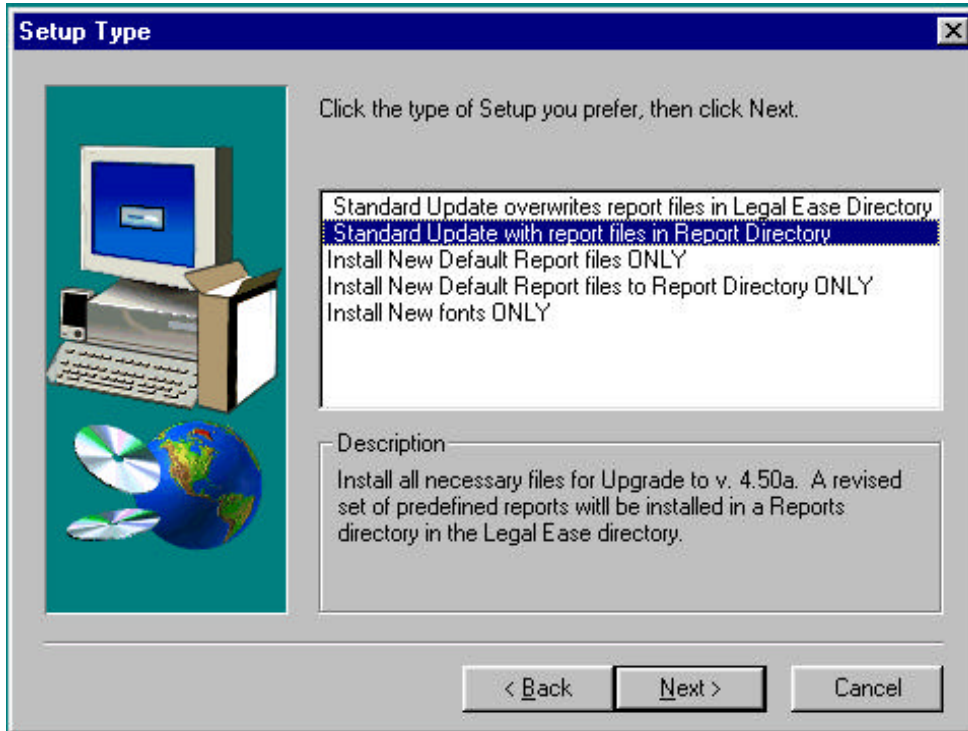 Setup Type
Click the type of Setup you prefer, then click Next.
Standard Update overwrites report files in Legal Ease Directory
Standard Update with report files in Report Directory
Install New Default Report files ONLY
Install New Default Report files to Report Directory ONLY
Install New fonts ONLY
Description
Install all necessary files for Upgrade to v. 4.50a.  A revised
set of predefined reports witll be installed in a Reports
directory in the Legal Ease directory.
< Back
Next >
Cancel